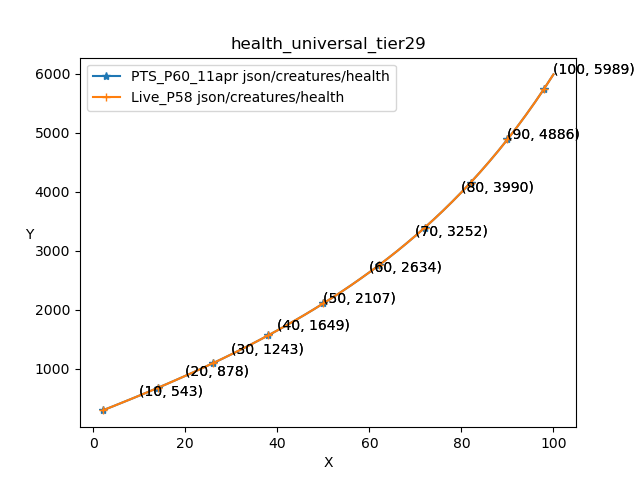 health_universal_tier29
PTS_P60_11apr json/creatures/health
Live_P58 json/creatures/health
(100, 5989)
(90, 4886)
(80, 3990)
(70, 3252)
(60, 2634)
(50, 2107)
(40, 1649)
(30, 1243)
(20, 878)
(10, 543)
Y
6000
5000
4000
3000
2000
1000
0 20 40 60 80 100
X